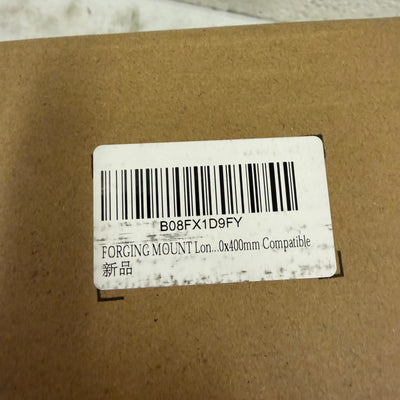 B08FX1D9FY
FORGING MOUNT Lon...0x400mm Compatible
新品